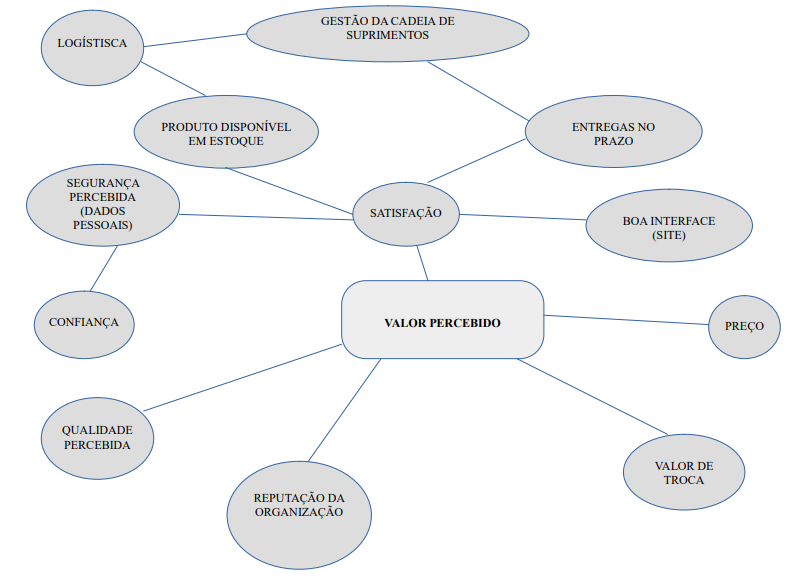 GESTÃO DA CADEIA DE
SUPRIMENTOS
LOGÍSTISCA
PRODUTO DISPONÍVEL
EM ESTOQUE
ENTREGAS NO
PRAZO
SEGURANÇA
PERCEBIDA
(DADOS
PESSOAIS)
SATISFAÇÃO
BOA INTERFACE
(SITE)
CONFIANÇA
VALOR PERCEBIDO
PREÇO
QUALIDADE
PERCEBIDA
REPUTAÇÃO DA
ORGANIZAÇÃO
VALOR DE
TROCA